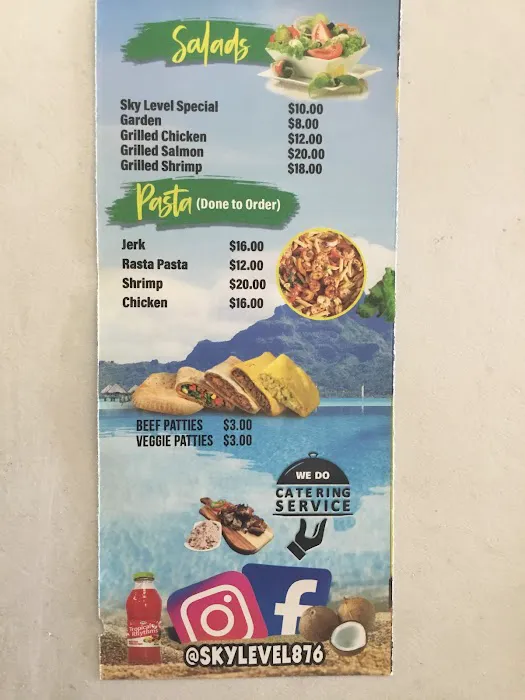 Salads
Sky Level Special $10.00
Garden $8.00
Grilled Chicken $12.00
Grilled Salmon $20.00
Grilled Shrimp $18.00
Pasta (Done to Order)
Jerk $16.00
Rasta Pasta $12.00
Shrimp $20.00
Chicken $16.00
BEEF PATTIES $3.00
VEGGIE PATTIES $3.00
WE DO
CATERING
SERVICE
Tropical
Rhythms
f
@SKYLEVEL876